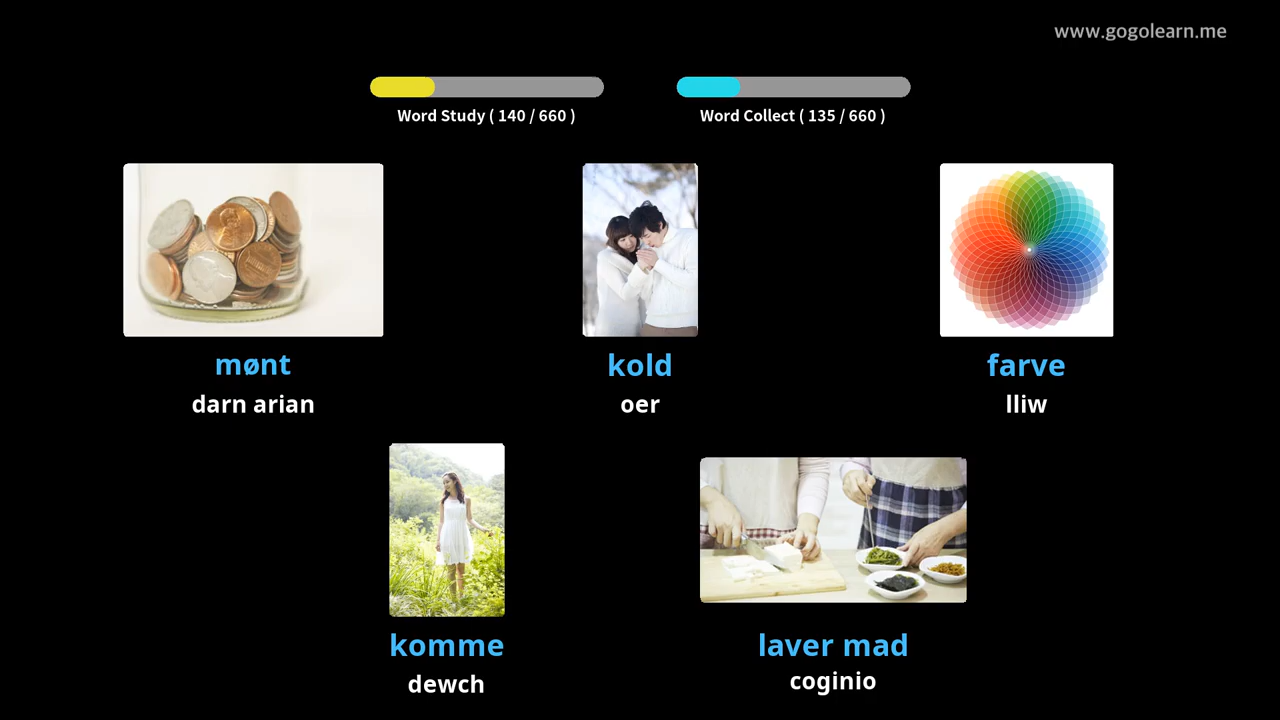 www.gogolearn.me
Word Study ( 140 / 660 )
Word Collect ( 135 / 660 )
mønt
darn arian
kold
oer
farve
lliw
komme
dewch
laver mad
coginio